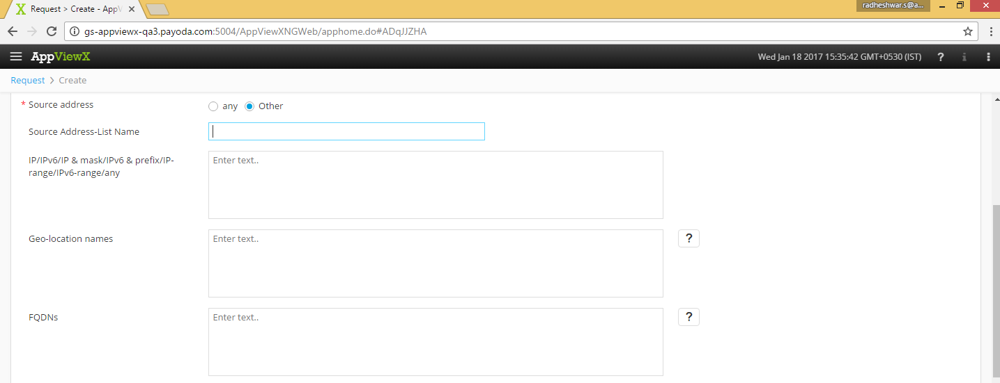 Request > Create - AppV
radheshwar.s@a...
gs-appviewx-qa3.payoda.com:5004/AppViewXNGWeb/apphome.do#ADqJJZHA
AppViewX
Wed Jan 18 2017 15:35:42 GMT+0530 (IST) ? i
Request > Create
* Source address any Other
Source Address-List Name
IP/IPv6/IP & mask/IPv6 & prefix/IP-
range/IPv6-range/any
Enter text..
Geo-location names Enter text.. ?
FQDNs Enter text.. ?